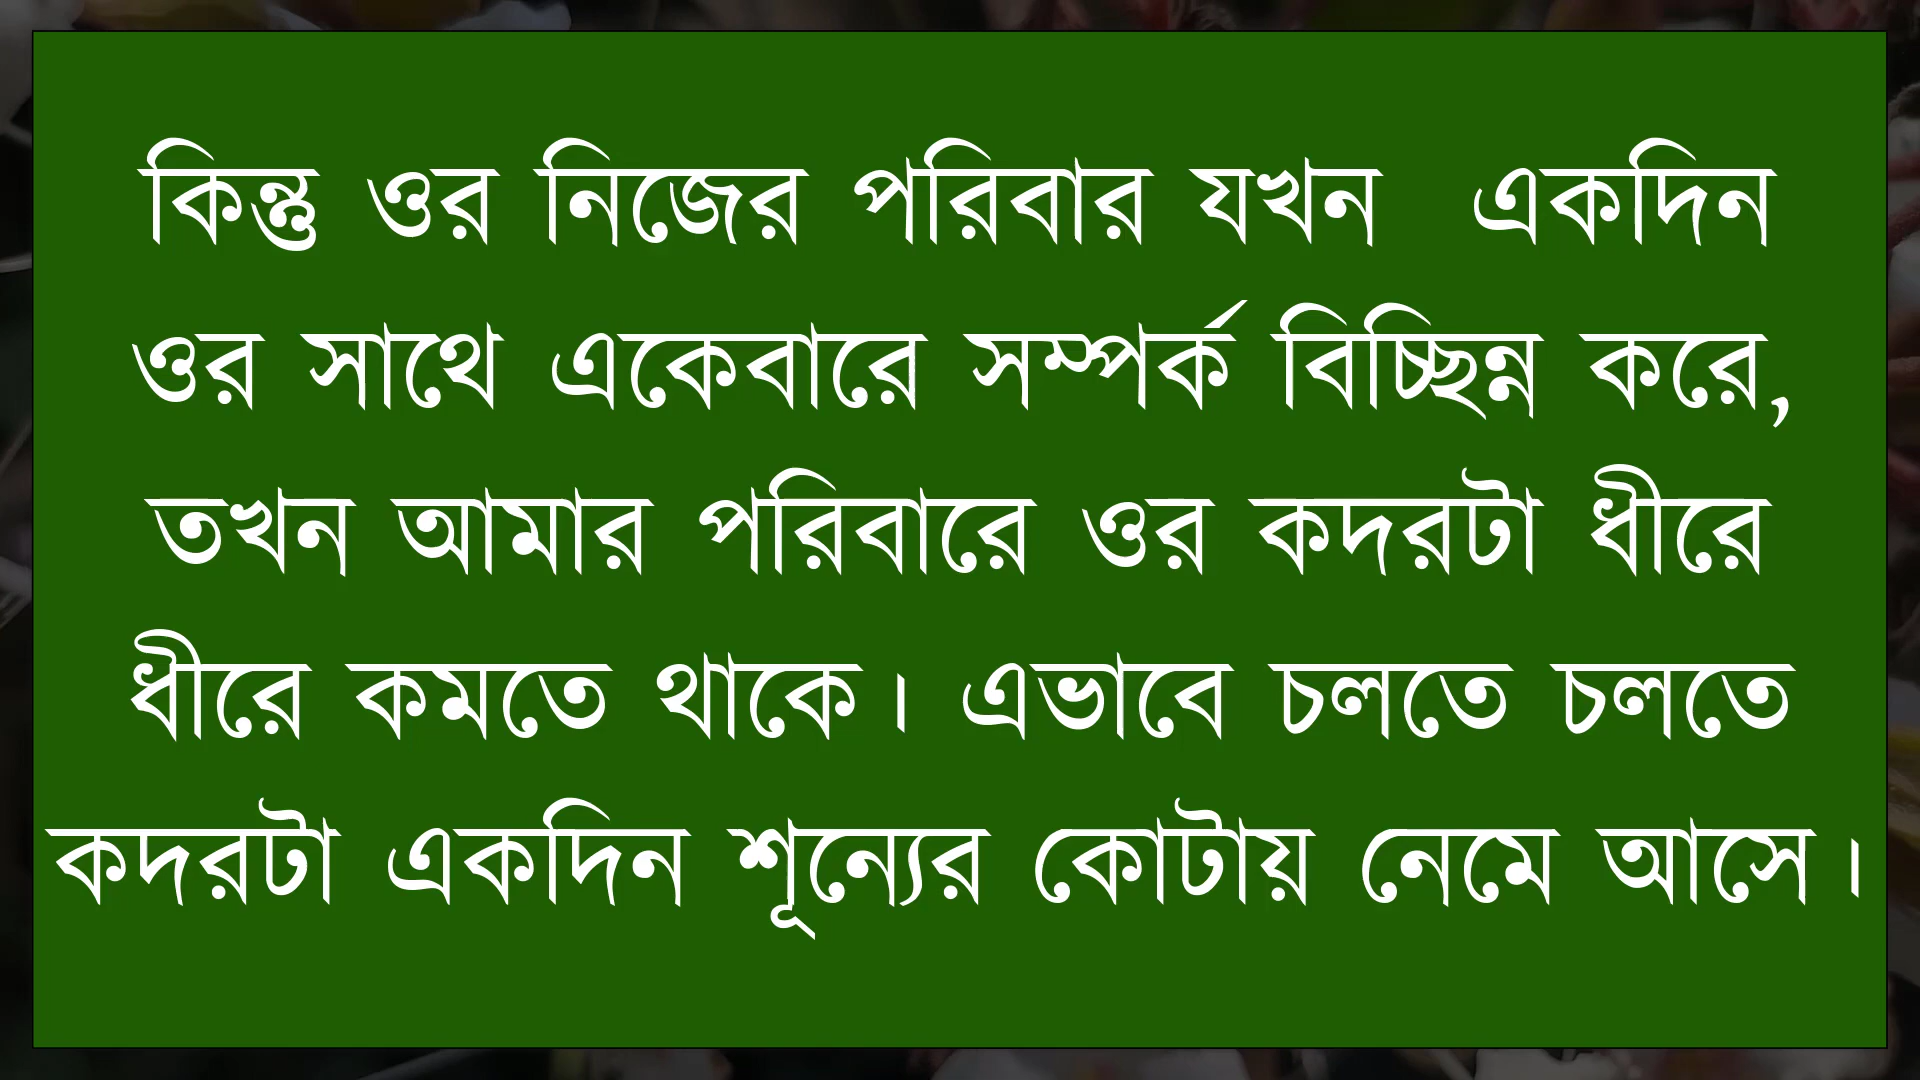 কিন্তু ওর নিজের পরিবার যখন একদিন
ওর সাথে একেবারে সম্পর্ক বিচ্ছিন্ন করে,
তখন আমার পরিবারে ওর কদরটা ধীরে
ধীরে কমতে থাকে। এভাবে চলতে চলতে
কদরটা একদিন শূন্যের কোটায় নেমে আসে।